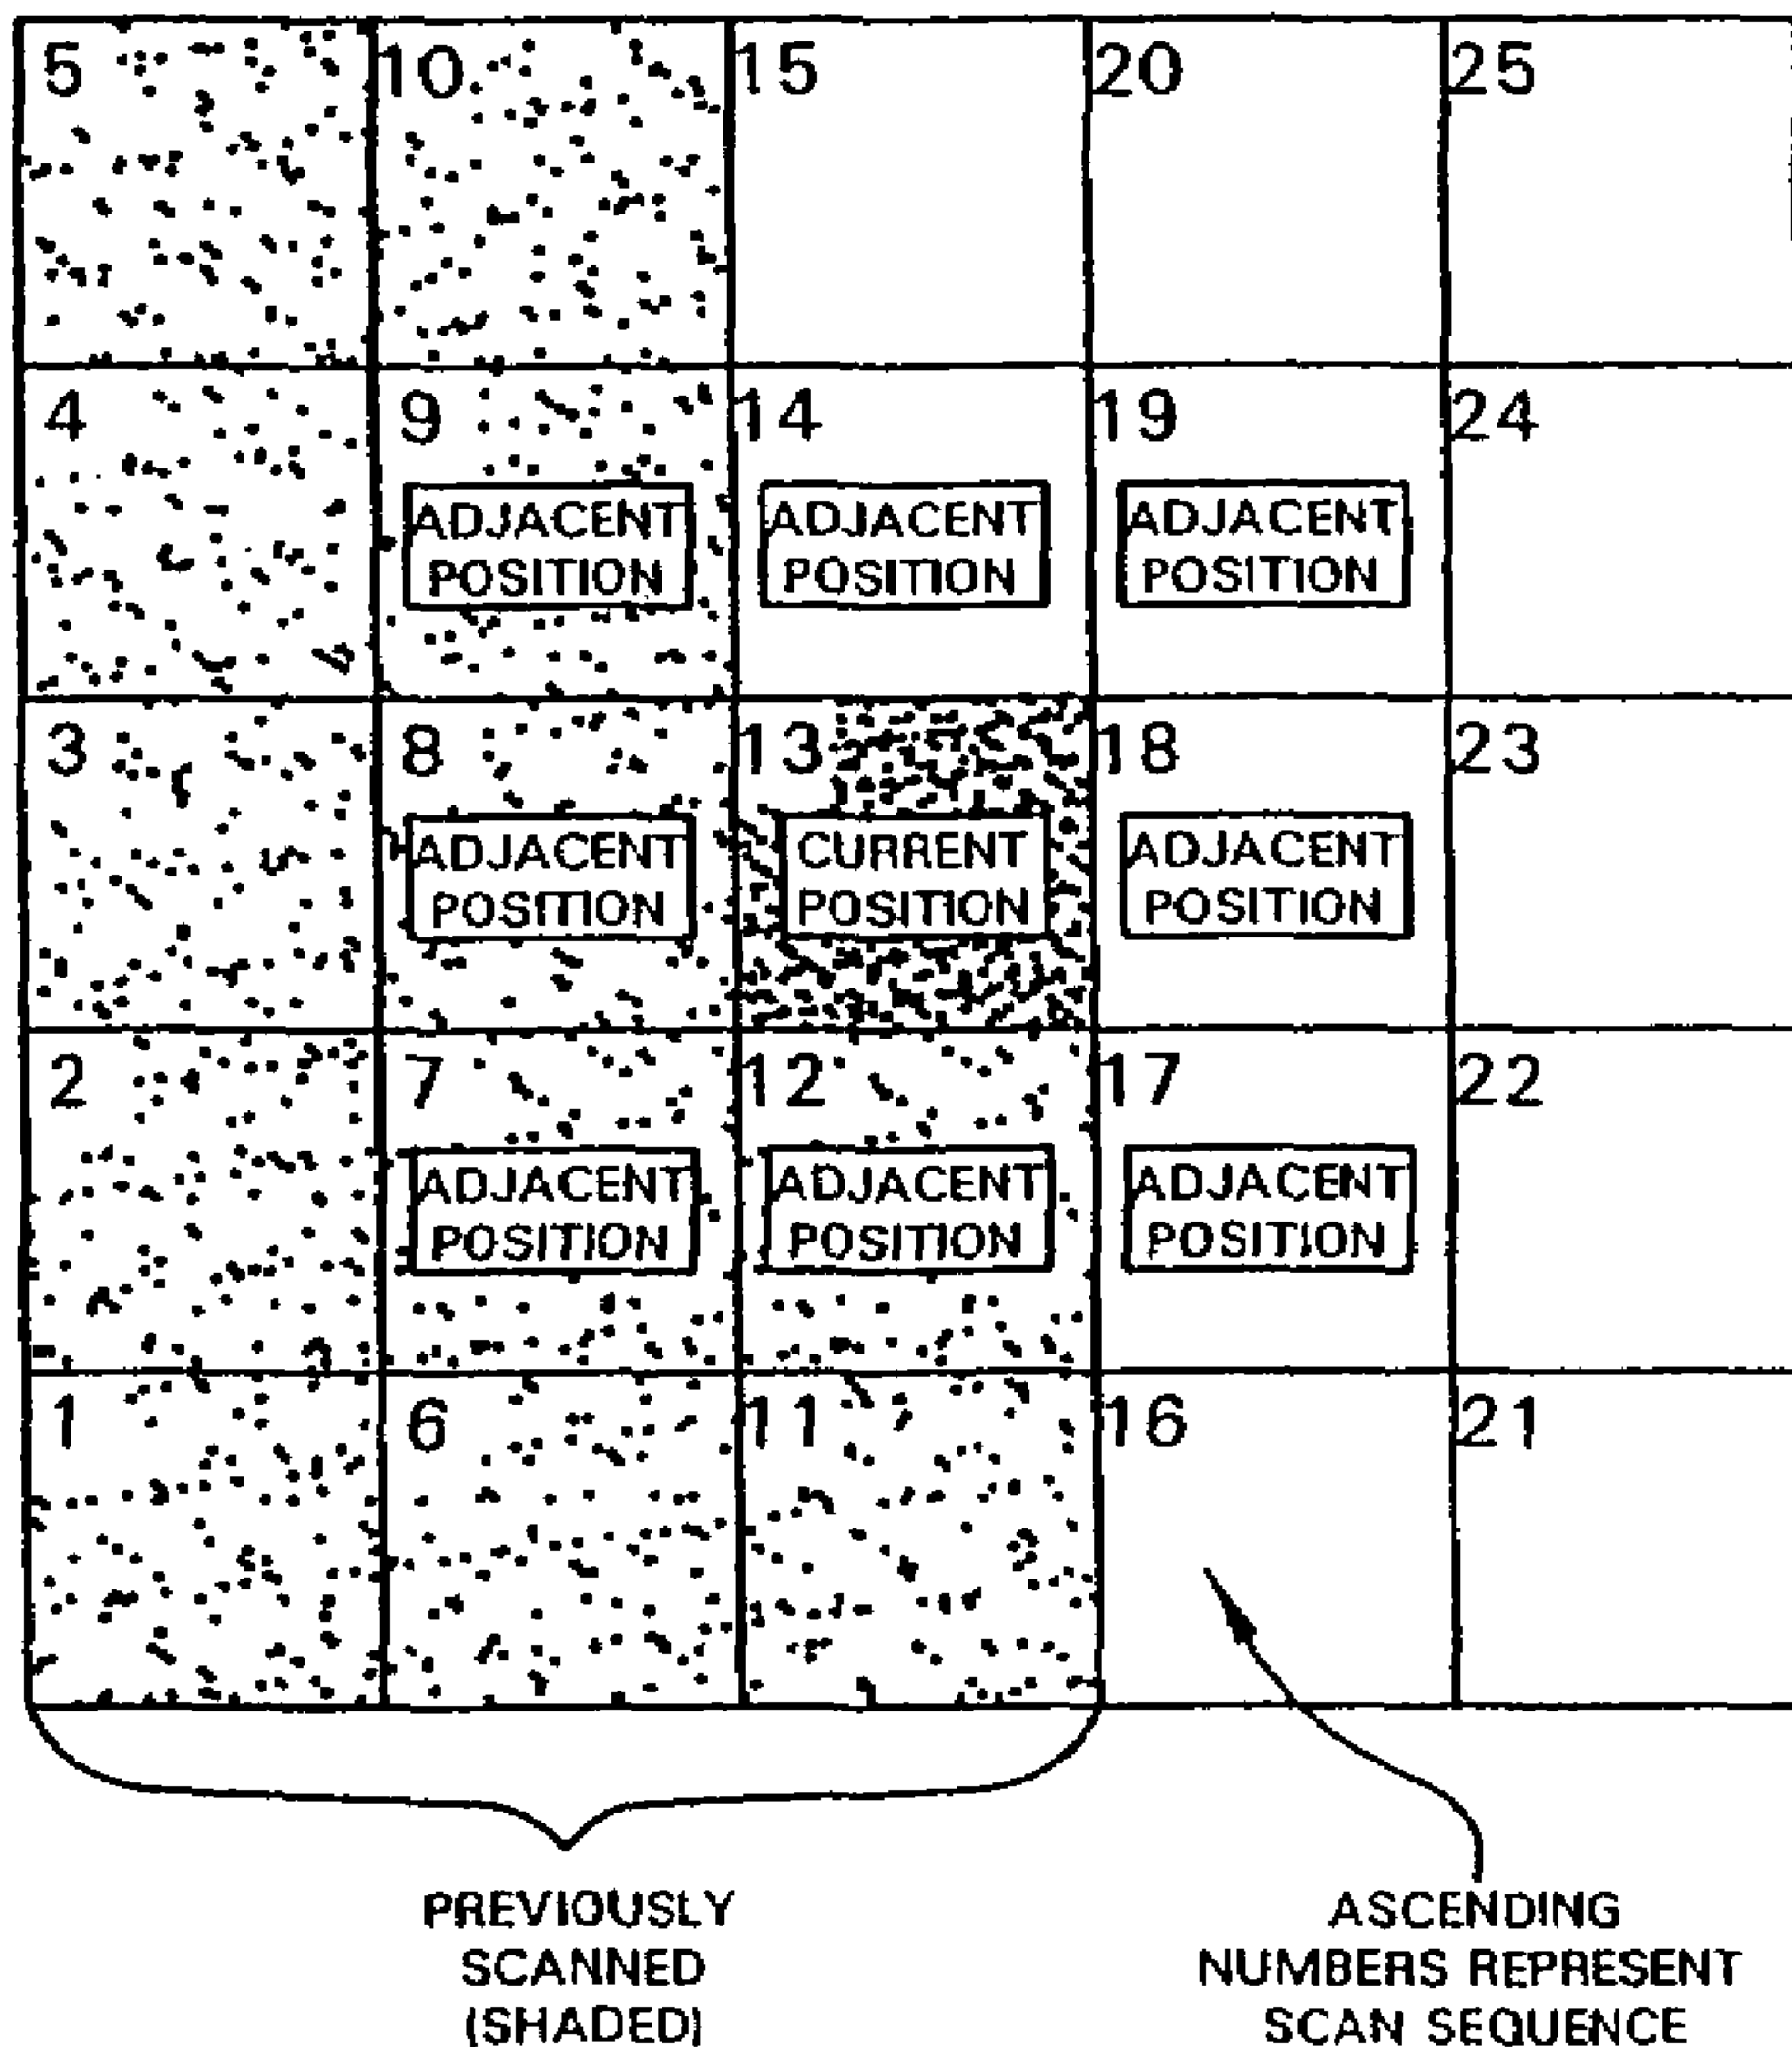 5 10 15 20 25
4 9 14 19 24
ADJACENT ADJACENT ADJACENT
POSITION POSITION POSITION
3 8 13 18 23
ADJACENT CURRENT ADJACENT
POSITION POSITION POSITION
2 7 12 17 22
ADJACENT ADJACENT ADJACENT
POSITION POSITION POSITION
1 6 11 16 21
PREVIOUSLY
SCANNED
(SHADED)
ASCENDING
NUMBERS REPRESENT
SCAN SEQUENCE